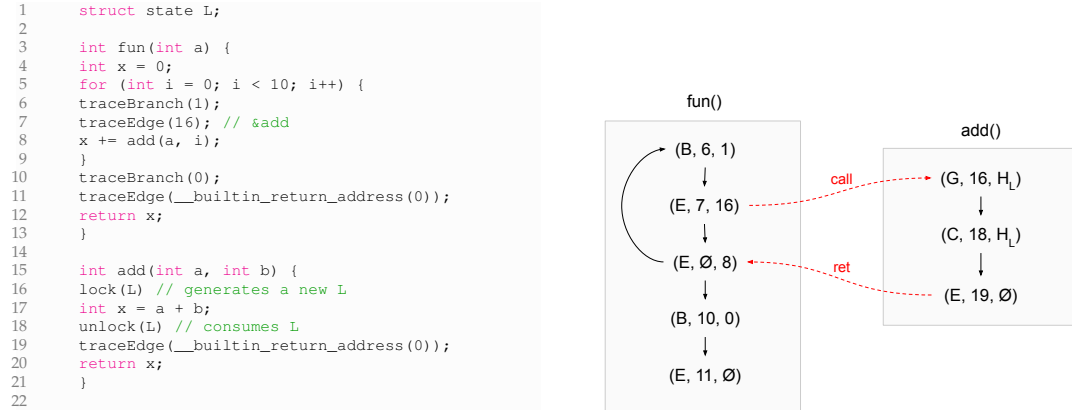 1 struct state L;
2
3 int fun(int a) {
4 int x = 0;
5 for (int i = 0; i < 10; i++) {
6 traceBranch(1);
7 traceEdge(16); // &add
8 x += add(a, i);
9 }
10 traceBranch(0);
11 traceEdge(__builtin_return_address(0));
12 return x;
13 }
14
15 int add(int a, int b) {
16 lock(L) // generates a new L
17 int x = a + b;
18 unlock(L) // consumes L
19 traceEdge(__builtin_return_address(0));
20 return x;
21 }
22
fun()
(B, 6, 1)
(E, 7, 16)
(E, Ø, 8)
(B, 10, 0)
(E, 11, Ø)
call
ret
add()
(G, 16, H_L)
(C, 18, H_L)
(E, 19, Ø)